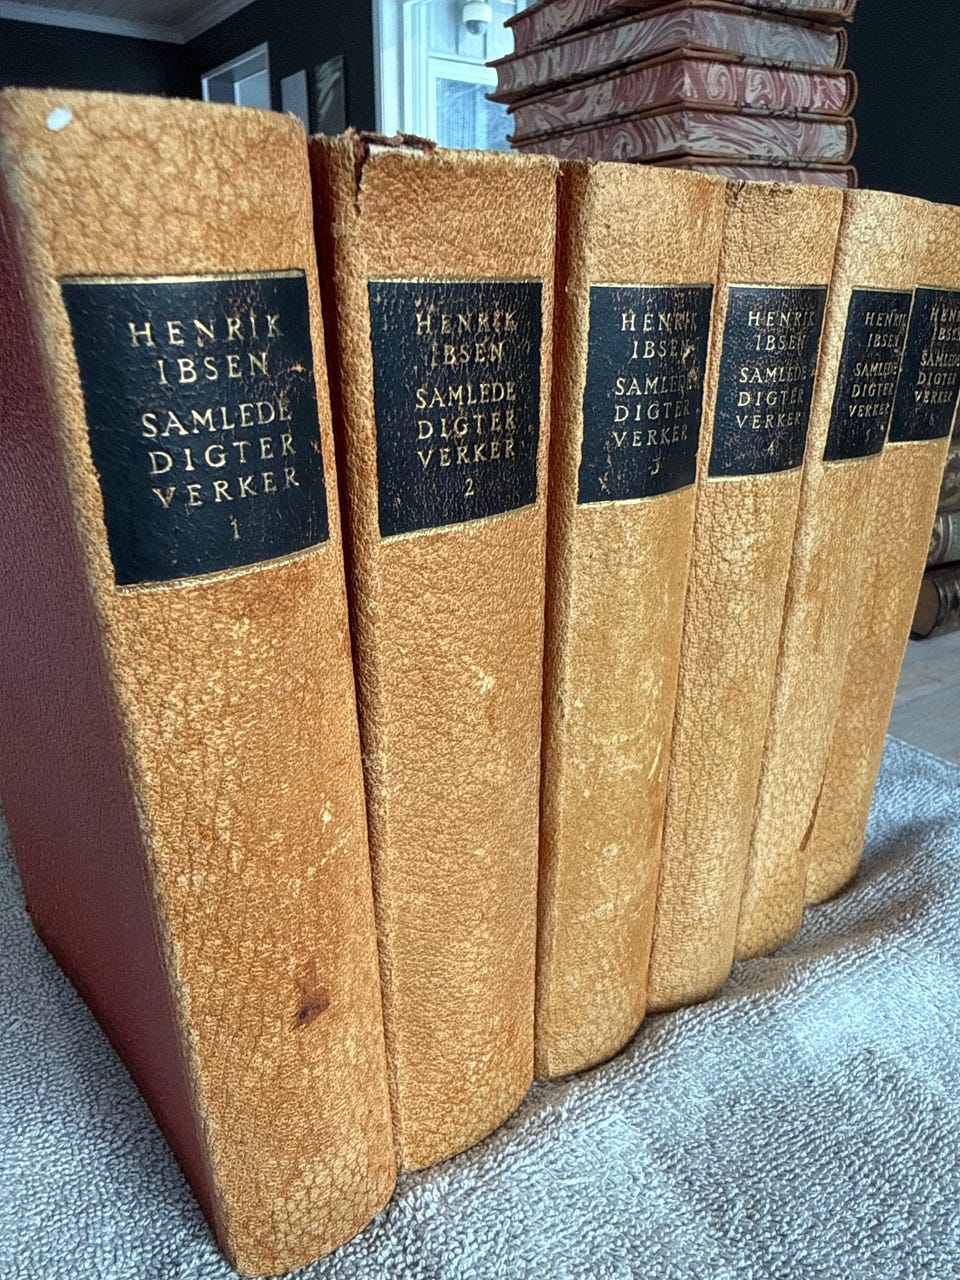 HENRIK
IBSEN
SAMLEDE
DIGTER
VERKER
1
HENRIK
IBSEN
SAMLEDE
DIGTER
VERKER
2
HENRIK
IBSEN
SAMLEDE
DIGTER
VERKER
3
HENRIK
IBSEN
SAMLEDE
DIGTER
VERKER
4
HENRIK
IBSEN
SAMLEDE
DIGTER
VERKER
HENRIK
IBSEN
SAMLEDE
DIGTER
VERKER